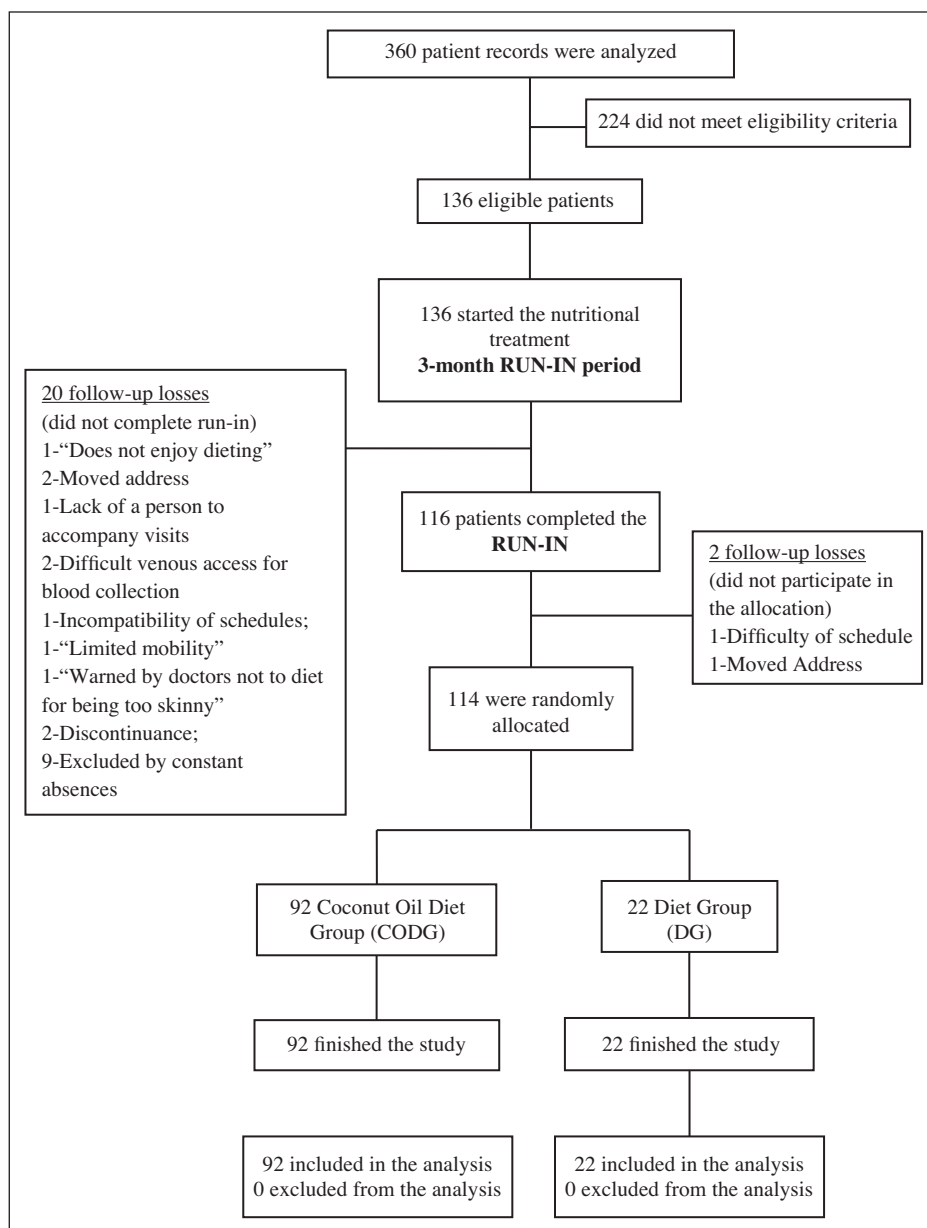 360 patient records were analyzed
224 did not meet eligibility criteria
136 eligible patients
136 started the nutritional
treatment
3-month RUN-IN period
20 follow-up losses
(did not complete run-in)
1-“Does not enjoy dieting”
2-Moved address
1-Lack of a person to
accompany visits
2-Difficult venous access for
blood collection
1-Incompatibility of schedules;
1-“Limited mobility”
1-“Warned by doctors not to diet
for being too skinny”
2-Discontinuance;
9-Excluded by constant
absences
116 patients completed the
RUN-IN
2 follow-up losses
(did not participate in
the allocation)
1-Difficulty of schedule
1-Moved Address
114 were randomly
allocated
92 Coconut Oil Diet
Group (CODG)
22 Diet Group
(DG)
92 finished the study
22 finished the study
92 included in the analysis
0 excluded from the analysis
22 included in the analysis
0 excluded from the analysis